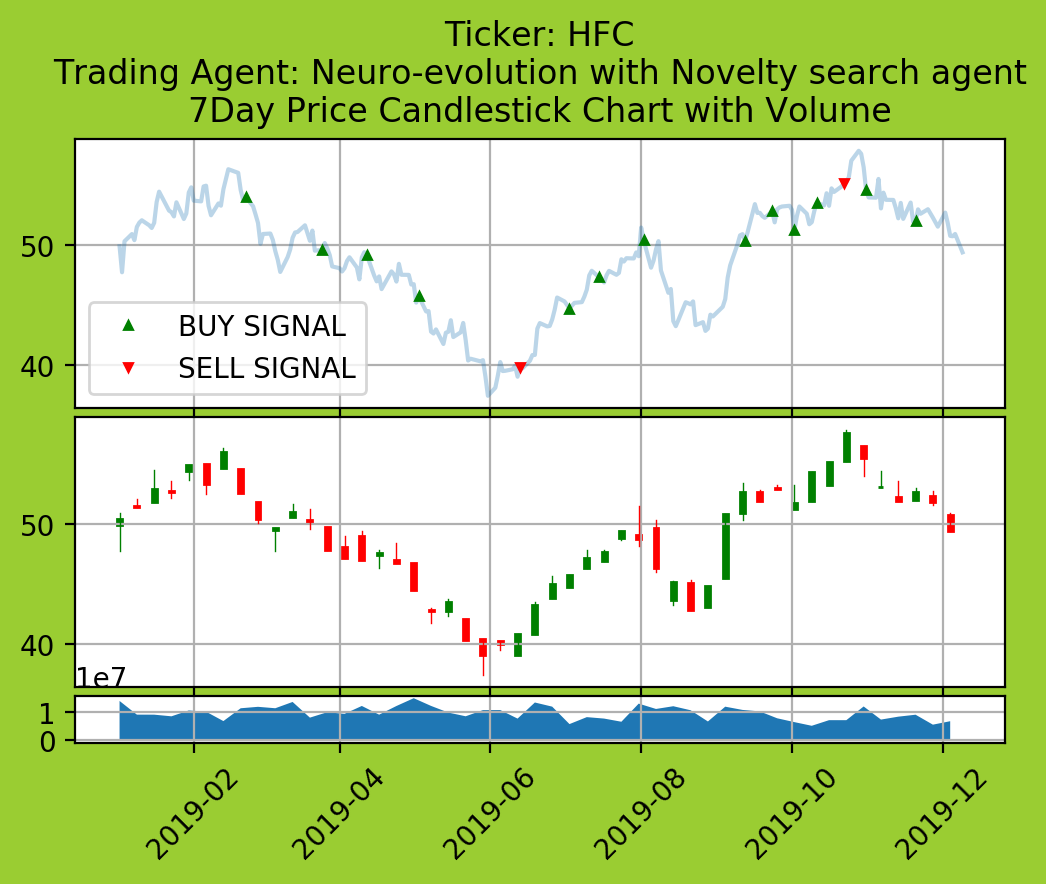 Ticker: HFC
Trading Agent: Neuro-evolution with Novelty search agent
7Day Price Candlestick Chart with Volume
50
40
BUY SIGNAL
SELL SIGNAL
50
40
1e7
1
0
2019-02
2019-04
2019-06
2019-08
2019-10
2019-12